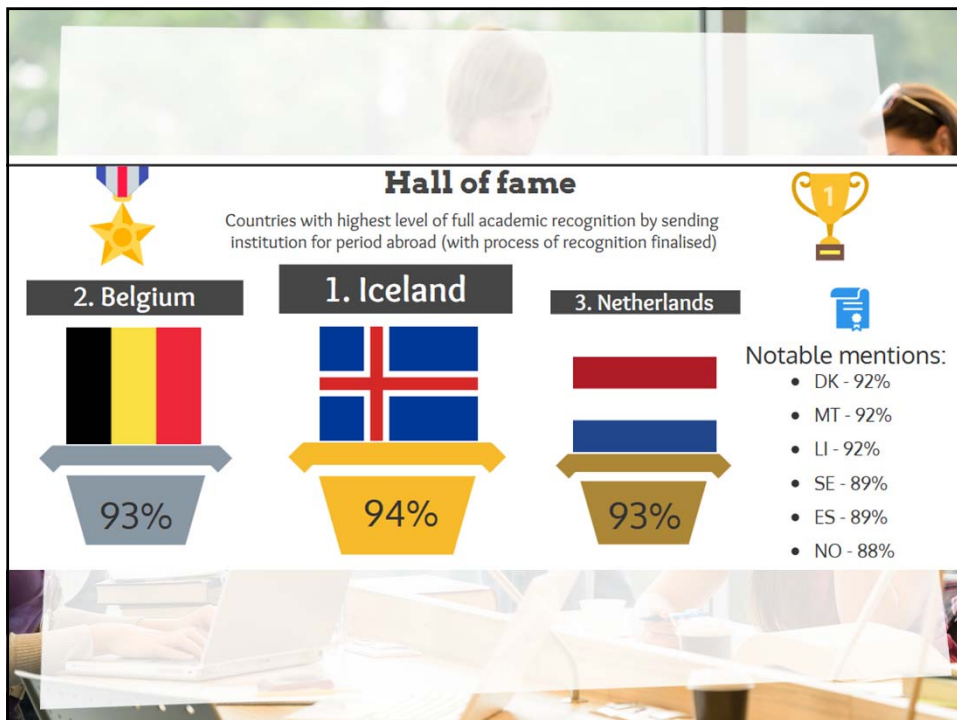 Hall of fame
Countries with highest level of full academic recognition by sending
institution for period abroad (with process of recognition finalised)
1
2. Belgium
1. Iceland
3. Netherlands
93%
94%
93%
Notable mentions:
• DK - 92%
• MT - 92%
• LI - 92%
• SE - 89%
• ES - 89%
• NO - 88%